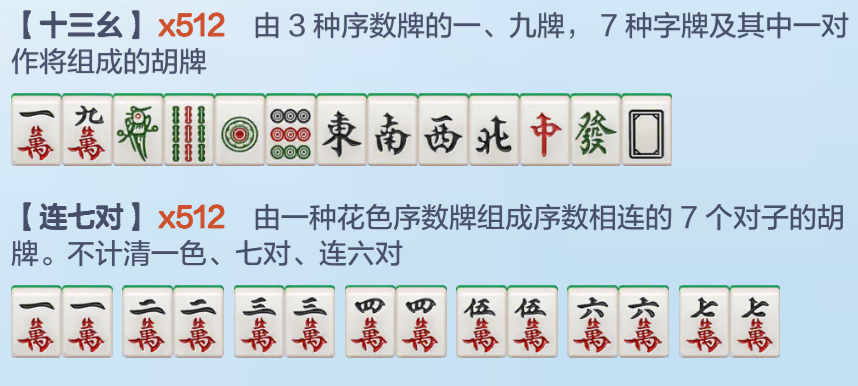 【十三幺】x512 由 3 种序数牌的一、九牌，7 种字牌及其中一对
作将组成的胡牌
一萬 九萬 東 南 西 北 中 發
【连七对】x512 由一种花色序数牌组成序数相连的 7 个对子的胡
牌。不计清一色、七对、连六对
一萬 一萬 二萬 二萬 三萬 三萬 四萬 四萬 伍萬 伍萬 六萬 六萬 七萬 七萬